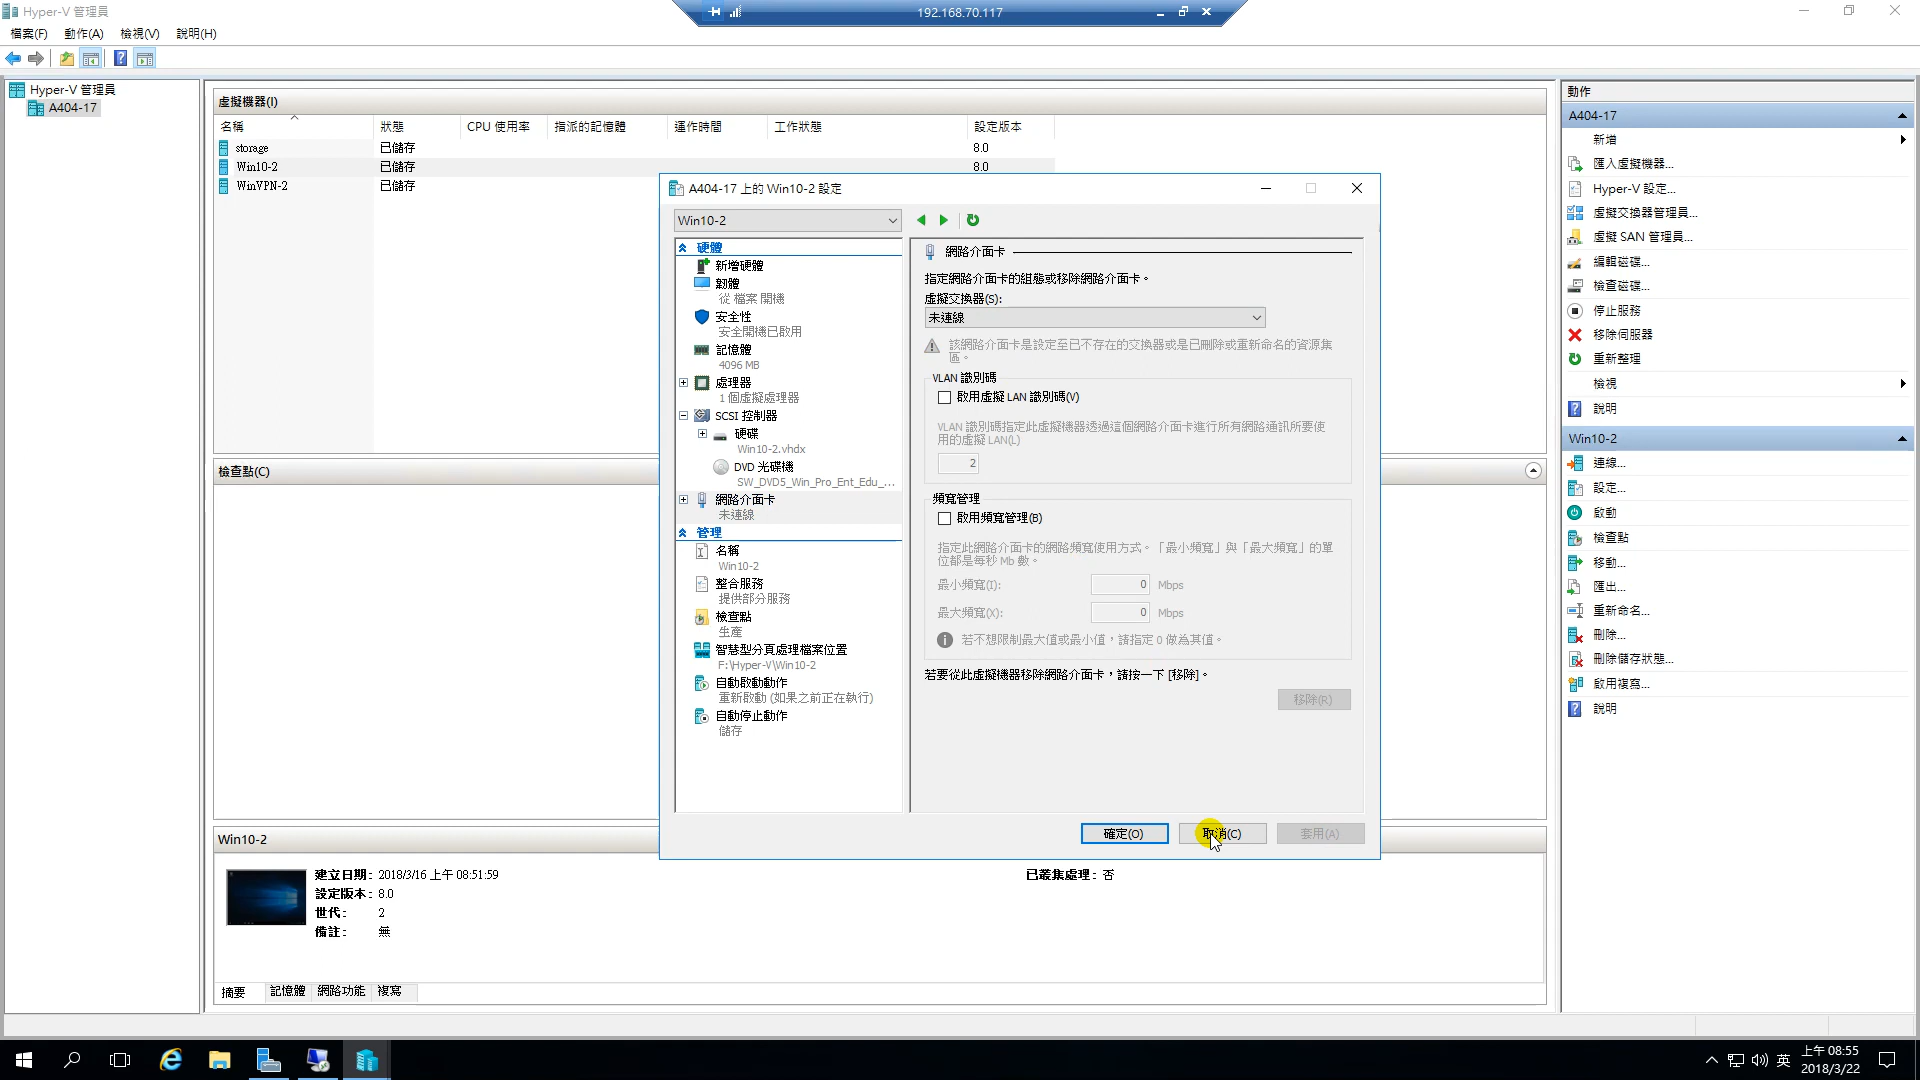 Hyper-V 管理員
192.168.70.117
檔案(F) 動作(A) 檢視(V) 說明(H)
Hyper-V 管理員
A404-17
虛擬機器(I)
名稱 狀態 CPU 使用率 指派的記憶體 運作時間 工作狀態 設定版本
storage 已儲存 8.0
Win10-2 已儲存 8.0
WinVPN-2 已儲存
檢查點(C)
Win10-2
建立日期: 2018/3/16 上午 08:51:59
設定版本: 8.0
世代: 2
備註: 無
已叢集處理: 否
摘要 記憶體 網路功能 複寫
A404-17 上的 Win10-2 設定
Win10-2
硬體
新增硬體
韌體
從 檔案 開機
安全性
安全開機已啟用
記憶體
4096 MB
處理器
1 個虛擬處理器
SCSI 控制器
硬碟
Win10-2.vhdx
DVD 光碟機
SW_DVD5_Win_Pro_Ent_Edu_...
網路介面卡
未連線
管理
名稱
Win10-2
整合服務
提供部分服務
檢查點
生產
智慧型分頁處理檔案位置
F:\Hyper-V\Win10-2
自動啟動動作
重新啟動 (如果之前正在執行)
自動停止動作
儲存
網路介面卡
指定網路介面卡的組態或移除網路介面卡。
虛擬交換器(S):
未連線
該網路介面卡是設定至已不存在的交換器或是已刪除或重新命名的資源集
區。
VLAN 識別碼
啟用虛擬 LAN 識別碼(V)
VLAN 識別碼指定此虛擬機器透過這個網路介面卡進行所有網路通訊所要使
用的虛擬 LAN(L)
2
頻寬管理
啟用頻寬管理(B)
指定此網路介面卡的網路頻寬使用方式。「最小頻寬」與「最大頻寬」的單
位都是每秒 Mb 數。
最小頻寬(I): 0 Mbps
最大頻寬(X): 0 Mbps
若不想限制最大值或最小值，請指定 0 做為其值。
若要從此虛擬機器移除網路介面卡，請按一下 [移除]。
移除(R)
確定(O) 取消(C) 套用(A)
動作
A404-17
新增
匯入虛擬機器...
Hyper-V 設定...
虛擬交換器管理員...
虛擬 SAN 管理員...
編輯磁碟...
檢查磁碟...
停止服務
移除伺服器
重新整理
檢視
說明
Win10-2
連線...
設定...
啟動
檢查點
移動...
匯出...
重新命名...
刪除...
刪除儲存狀態...
啟用複寫...
說明
英
上午 08:55
2018/3/22